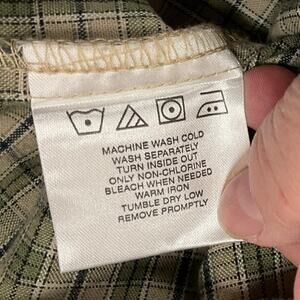 MACHINE WASH COLD
WASH SEPARATELY
TURN INSIDE OUT
ONLY NON-CHLORINE
BLEACH WHEN NEEDED
WARM IRON
TUMBLE DRY LOW
REMOVE PROMPTLY